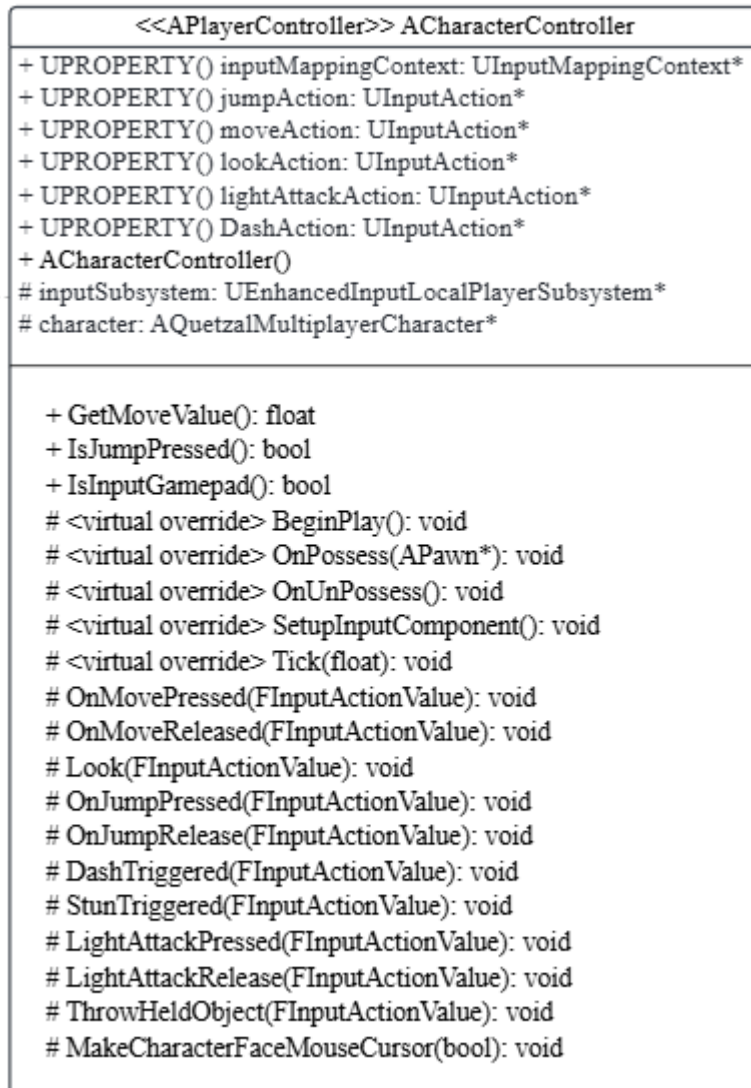 <<APlayerController>> ACharacterController
+ UPROPERTY() inputMappingContext: UInputMappingContext*
+ UPROPERTY() jumpAction: UInputAction*
+ UPROPERTY() moveAction: UInputAction*
+ UPROPERTY() lookAction: UInputAction*
+ UPROPERTY() lightAttackAction: UInputAction*
+ UPROPERTY() DashAction: UInputAction*
+ ACharacterController()
# inputSubsystem: UEnhancedInputLocalPlayerSubsystem*
# character: AQuetzalMultiplayerCharacter*
+ GetMoveValue(): float
+ IsJumpPressed(): bool
+ IsInputGamepad(): bool
# <virtual override> BeginPlay(): void
# <virtual override> OnPossess(APawn*): void
# <virtual override> OnUnPossess(): void
# <virtual override> SetupInputComponent(): void
# <virtual override> Tick(float): void
# OnMovePressed(FInputActionValue): void
# OnMoveReleased(FInputActionValue): void
# Look(FInputActionValue): void
# OnJumpPressed(FInputActionValue): void
# OnJumpRelease(FInputActionValue): void
# DashTriggered(FInputActionValue): void
# StunTriggered(FInputActionValue): void
# LightAttackPressed(FInputActionValue): void
# LightAttackRelease(FInputActionValue): void
# ThrowHeldObject(FInputActionValue): void
# MakeCharacterFaceMouseCursor(bool): void